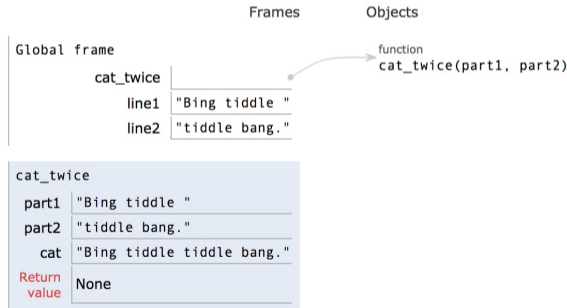 Frames Objects
Global frame
function
cat_twice(part1, part2)
cat_twice
line1 "Bing tiddle "
line2 "tiddle bang."
cat_twice
part1 "Bing tiddle "
part2 "tiddle bang."
cat "Bing tiddle tiddle bang."
Return
value None